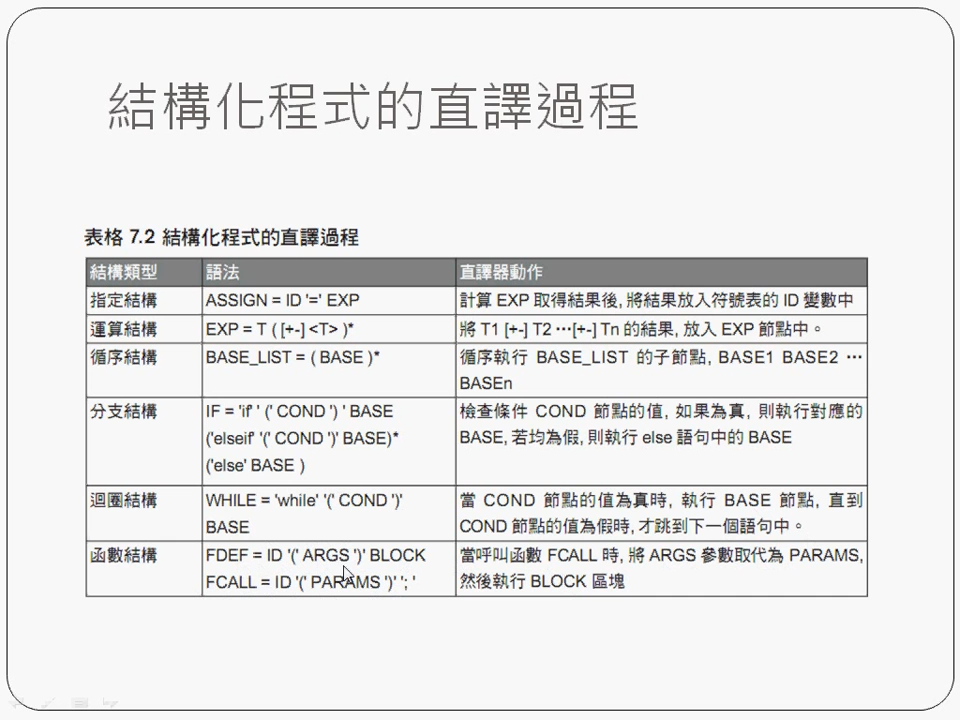 結構化程式的直譯過程
表格 7.2 結構化程式的直譯過程
結構類型 語法 直譯器動作
指定結構 ASSIGN = ID '=' EXP 計算 EXP 取得結果後, 將結果放入符號表的 ID 變數中
運算結構 EXP = T ( [+-] <T> )* 將 T1 [+-] T2 …[+-] Tn 的結果, 放入 EXP 節點中。
循序結構 BASE_LIST = ( BASE )* 循序執行 BASE_LIST 的子節點, BASE1 BASE2 …
BASEn
分支結構 IF = 'if' '(' COND ')' BASE 檢查條件 COND 節點的值, 如果為真, 則執行對應的
('elseif' '(' COND ')' BASE)* BASE, 若均為假, 則執行 else 語句中的 BASE
('else' BASE )
迴圈結構 WHILE = 'while' '(' COND ')' 當 COND 節點的值為真時, 執行 BASE 節點, 直到
BASE COND 節點的值為假時, 才跳到下一個語句中。
函數結構 FDEF = ID '(' ARGS ')' BLOCK 當呼叫函數 FCALL 時, 將 ARGS 參數取代為 PARAMS,
FCALL = ID '(' PARAMS ')' '; ' 然後執行 BLOCK 區塊